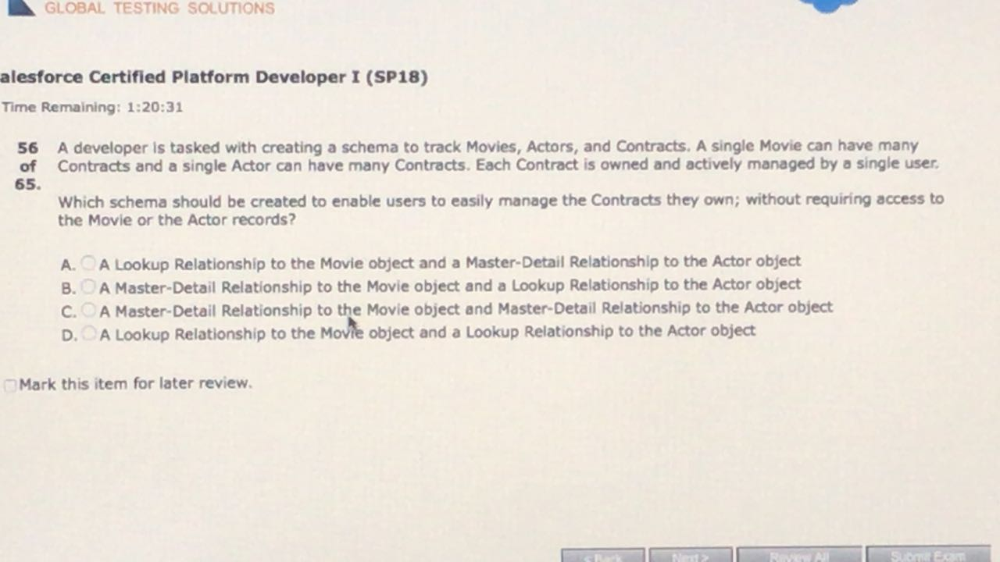 GLOBAL TESTING SOLUTIONS
alesforce Certified Platform Developer I (SP18)
Time Remaining: 1:20:31
56 of 65.
A developer is tasked with creating a schema to track Movies, Actors, and Contracts. A single Movie can have many
Contracts and a single Actor can have many Contracts. Each Contract is owned and actively managed by a single user.
Which schema should be created to enable users to easily manage the Contracts they own; without requiring access to
the Movie or the Actor records?
A. A Lookup Relationship to the Movie object and a Master-Detail Relationship to the Actor object
B. A Master-Detail Relationship to the Movie object and a Lookup Relationship to the Actor object
C. A Master-Detail Relationship to the Movie object and Master-Detail Relationship to the Actor object
D. A Lookup Relationship to the Movie object and a Lookup Relationship to the Actor object
Mark this item for later review.
< Back Next > Review All Submit Exam